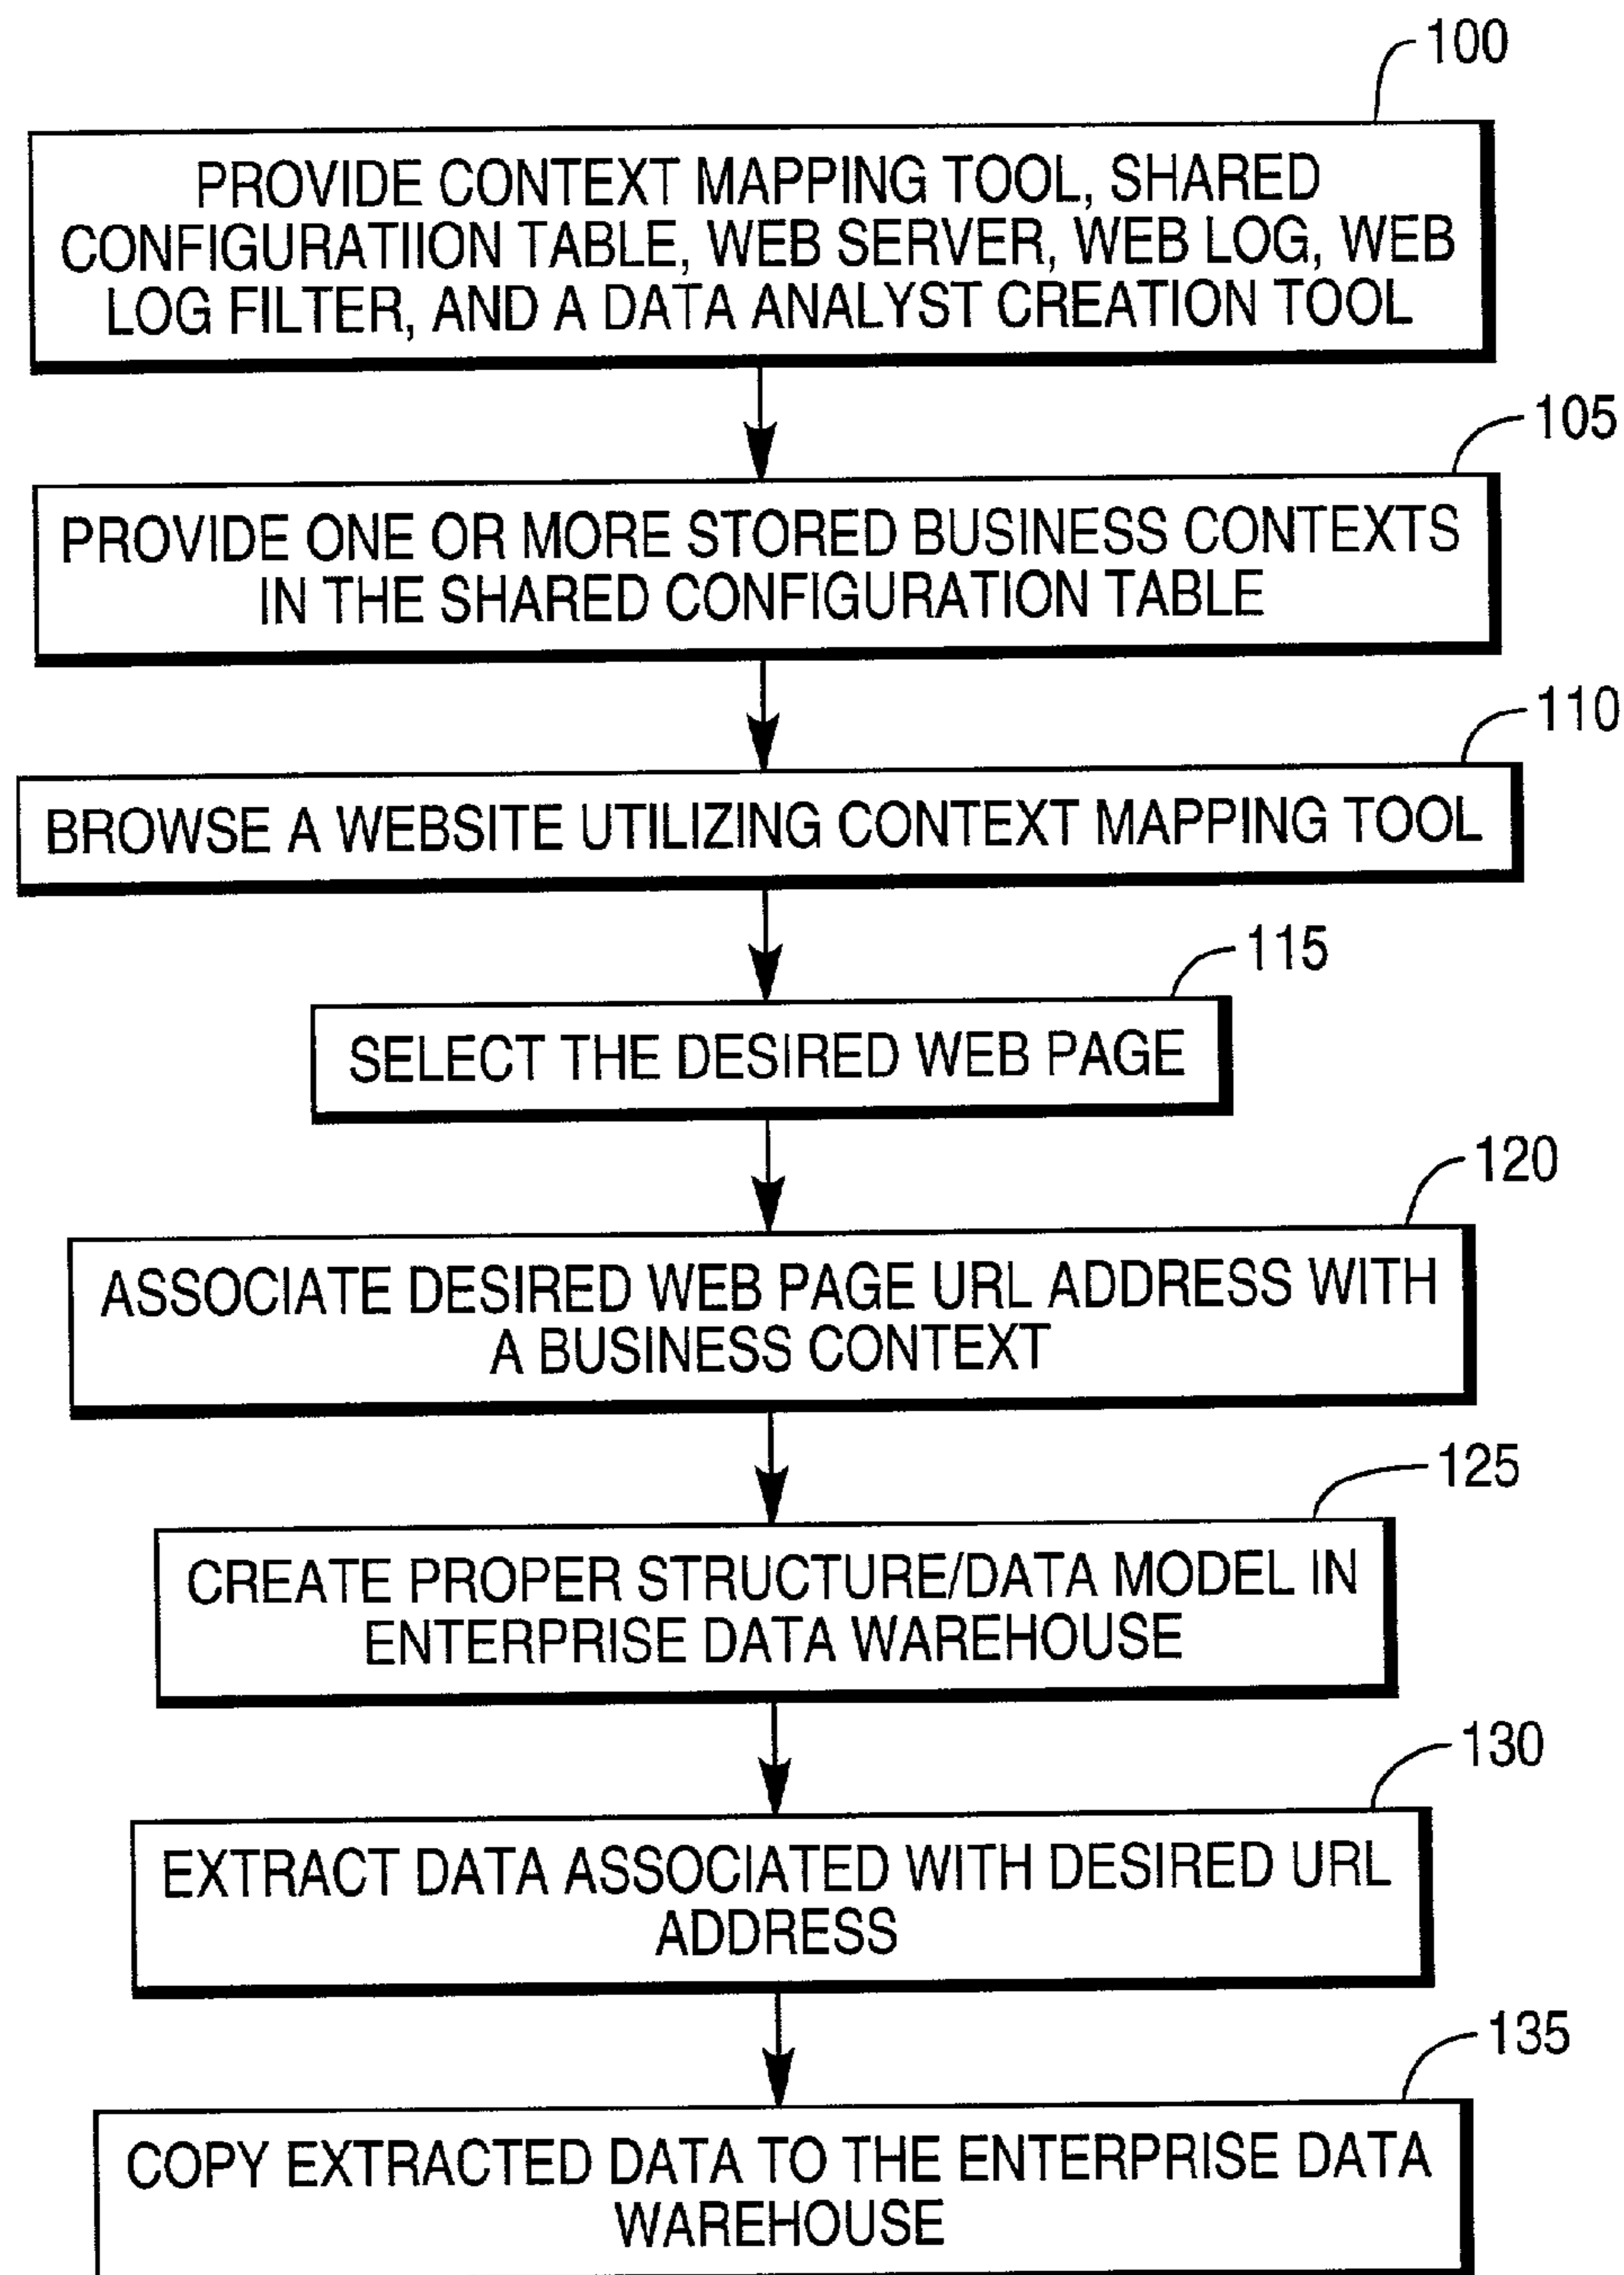 100
PROVIDE CONTEXT MAPPING TOOL, SHARED
CONFIGURATIION TABLE, WEB SERVER, WEB LOG, WEB
LOG FILTER, AND A DATA ANALYST CREATION TOOL
105
PROVIDE ONE OR MORE STORED BUSINESS CONTEXTS
IN THE SHARED CONFIGURATION TABLE
110
BROWSE A WEBSITE UTILIZING CONTEXT MAPPING TOOL
115
SELECT THE DESIRED WEB PAGE
120
ASSOCIATE DESIRED WEB PAGE URL ADDRESS WITH
A BUSINESS CONTEXT
125
CREATE PROPER STRUCTURE/DATA MODEL IN
ENTERPRISE DATA WAREHOUSE
130
EXTRACT DATA ASSOCIATED WITH DESIRED URL
ADDRESS
135
COPY EXTRACTED DATA TO THE ENTERPRISE DATA
WAREHOUSE